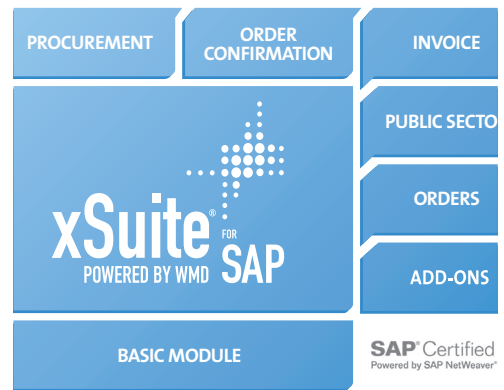 PROCUREMENT
ORDER
CONFIRMATION
INVOICE
PUBLIC SECTO
xSuite® FOR SAP
POWERED BY WMD
ORDERS
ADD-ONS
BASIC MODULE
SAP® Certified
Powered by SAP NetWeaver®